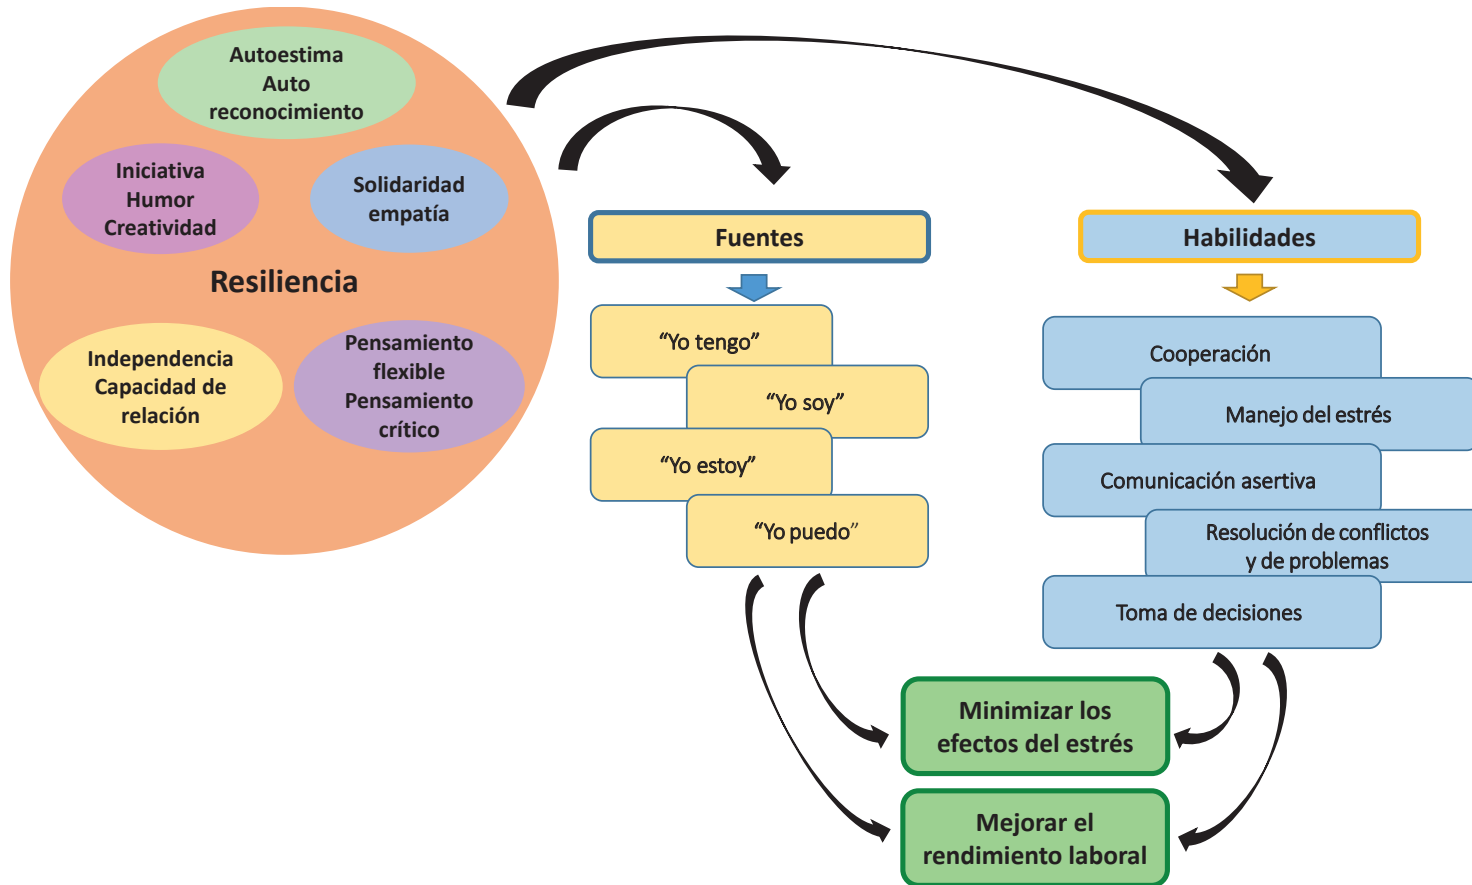 Autoestima
Auto
reconocimiento
Iniciativa
Humor
Creatividad
Solidaridad
empatía
Resiliencia
Independencia
Capacidad de
relación
Pensamiento
flexible
Pensamiento
crítico
Fuentes
“Yo tengo”
“Yo soy”
“Yo estoy”
“Yo puedo”
Habilidades
Cooperación
Manejo del estrés
Comunicación asertiva
Resolución de conflictos
y de problemas
Toma de decisiones
Minimizar los
efectos del estrés
Mejorar el
rendimiento laboral